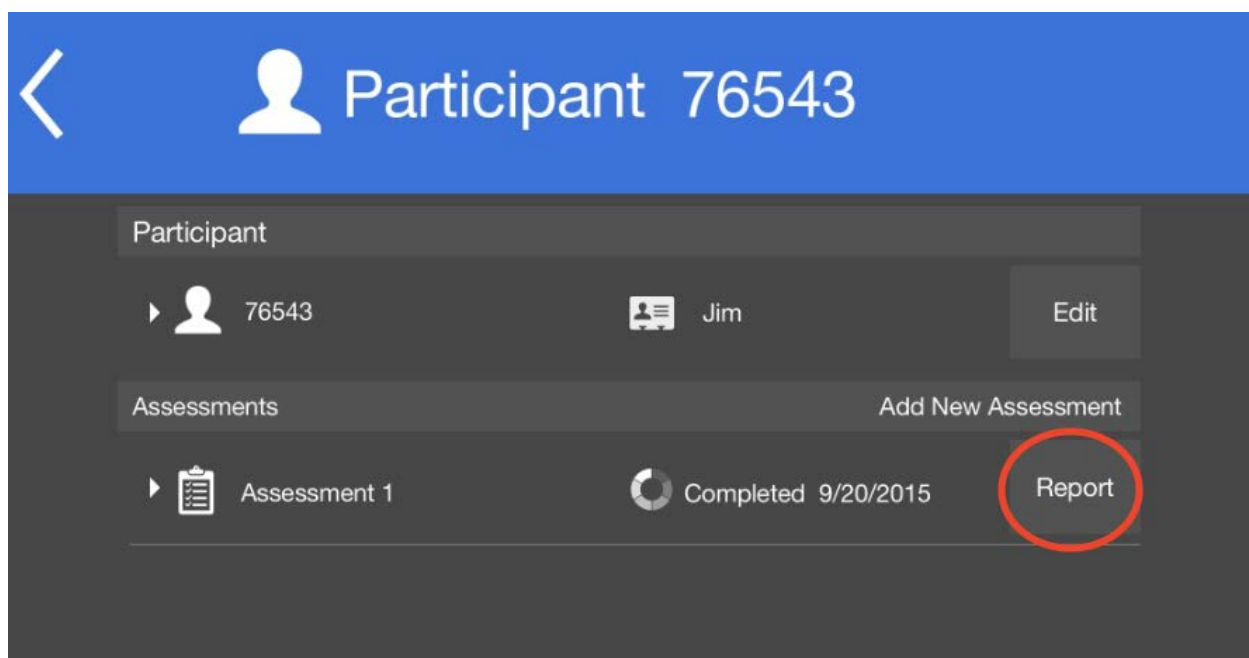 Participant 76543
Participant
76543 Jim Edit
Assessments Add New Assessment
Assessment 1 Completed 9/20/2015 Report